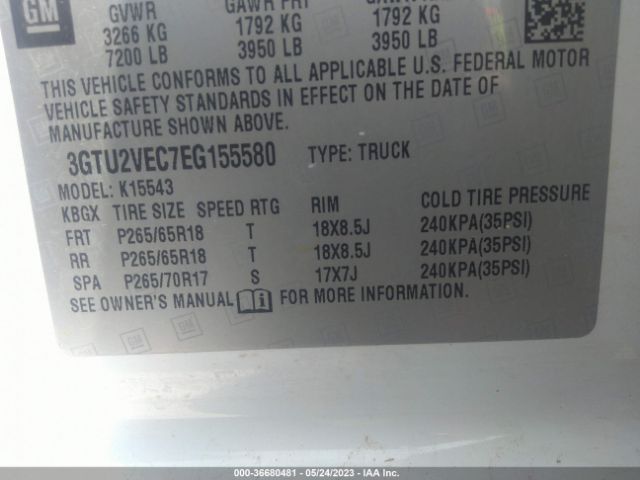 GM
GVWR GAWR FRT
3266 KG 1792 KG 1792 KG
7200 LB 3950 LB 3950 LB
THIS VEHICLE CONFORMS TO ALL APPLICABLE U.S. FEDERAL MOTOR
VEHICLE SAFETY STANDARDS IN EFFECT ON THE DATE OF
MANUFACTURE SHOWN ABOVE.
3GTU2VEC7EG155580 TYPE: TRUCK
MODEL: K15543
KBGX TIRE SIZE SPEED RTG RIM COLD TIRE PRESSURE
FRT P265/65R18 T 18X8.5J 240KPA(35PSI)
RR P265/65R18 T 18X8.5J 240KPA(35PSI)
SPA P265/70R17 S 17X7J 240KPA(35PSI)
SEE OWNER'S MANUAL FOR MORE INFORMATION.
000-36680481 - 05/24/2023 - IAA Inc.